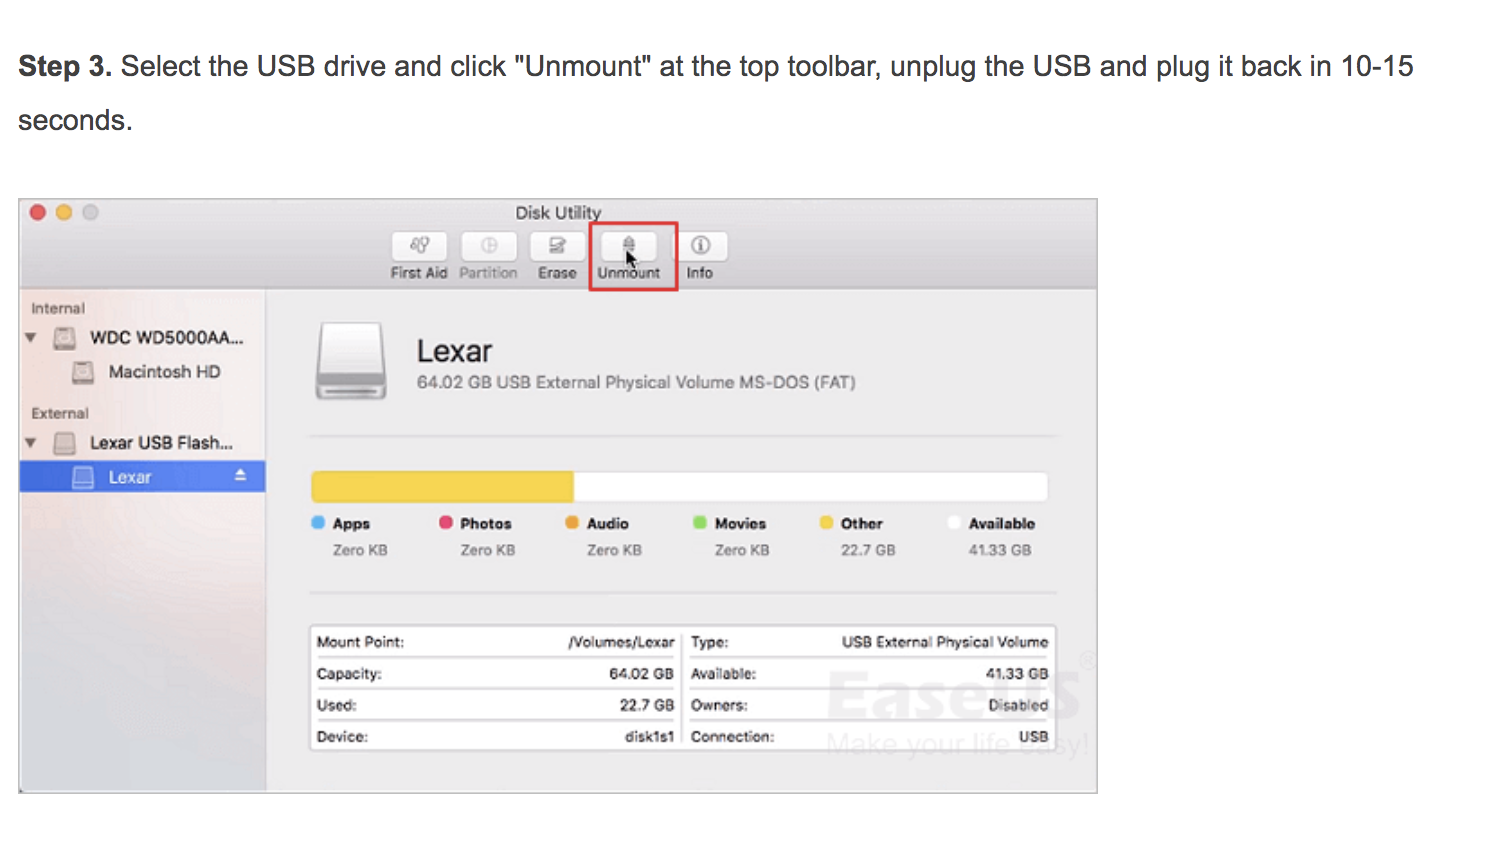 Step 3. Select the USB drive and click "Unmount" at the top toolbar, unplug the USB and plug it back in 10-15
seconds.
Disk Utility
First Aid Partition Erase Unmount Info
Internal
WDC WD5000AA...
Macintosh HD
External
Lexar USB Flash...
Lexar
Lexar
64.02 GB USB External Physical Volume MS-DOS (FAT)
Apps Photos Audio Movies Other Available
Zero KB Zero KB Zero KB Zero KB 22.7 GB 41.33 GB
Mount Point: /Volumes/Lexar Type: USB External Physical Volume
Capacity: 64.02 GB Available: 41.33 GB
Used: 22.7 GB Owners: Disabled
Device: disk1s1 Connection: USB
EaseUS®
Make your life easy!